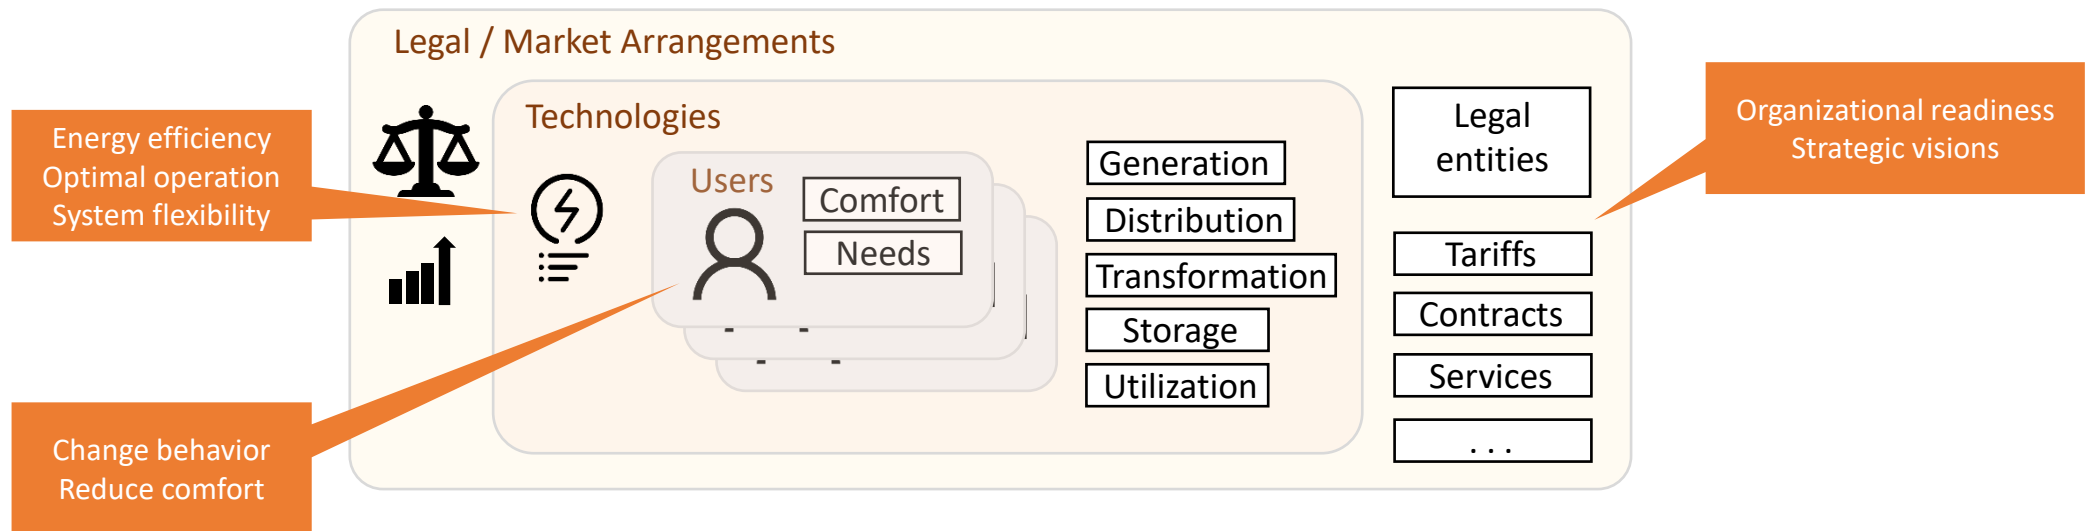 Legal / Market Arrangements
Energy efficiency
Optimal operation
System flexibility
Technologies
Users
Comfort
Needs
Generation
Distribution
Transformation
Storage
Utilization
Legal
entities
Tariffs
Contracts
Services
. . .
Organizational readiness
Strategic visions
Change behavior
Reduce comfort